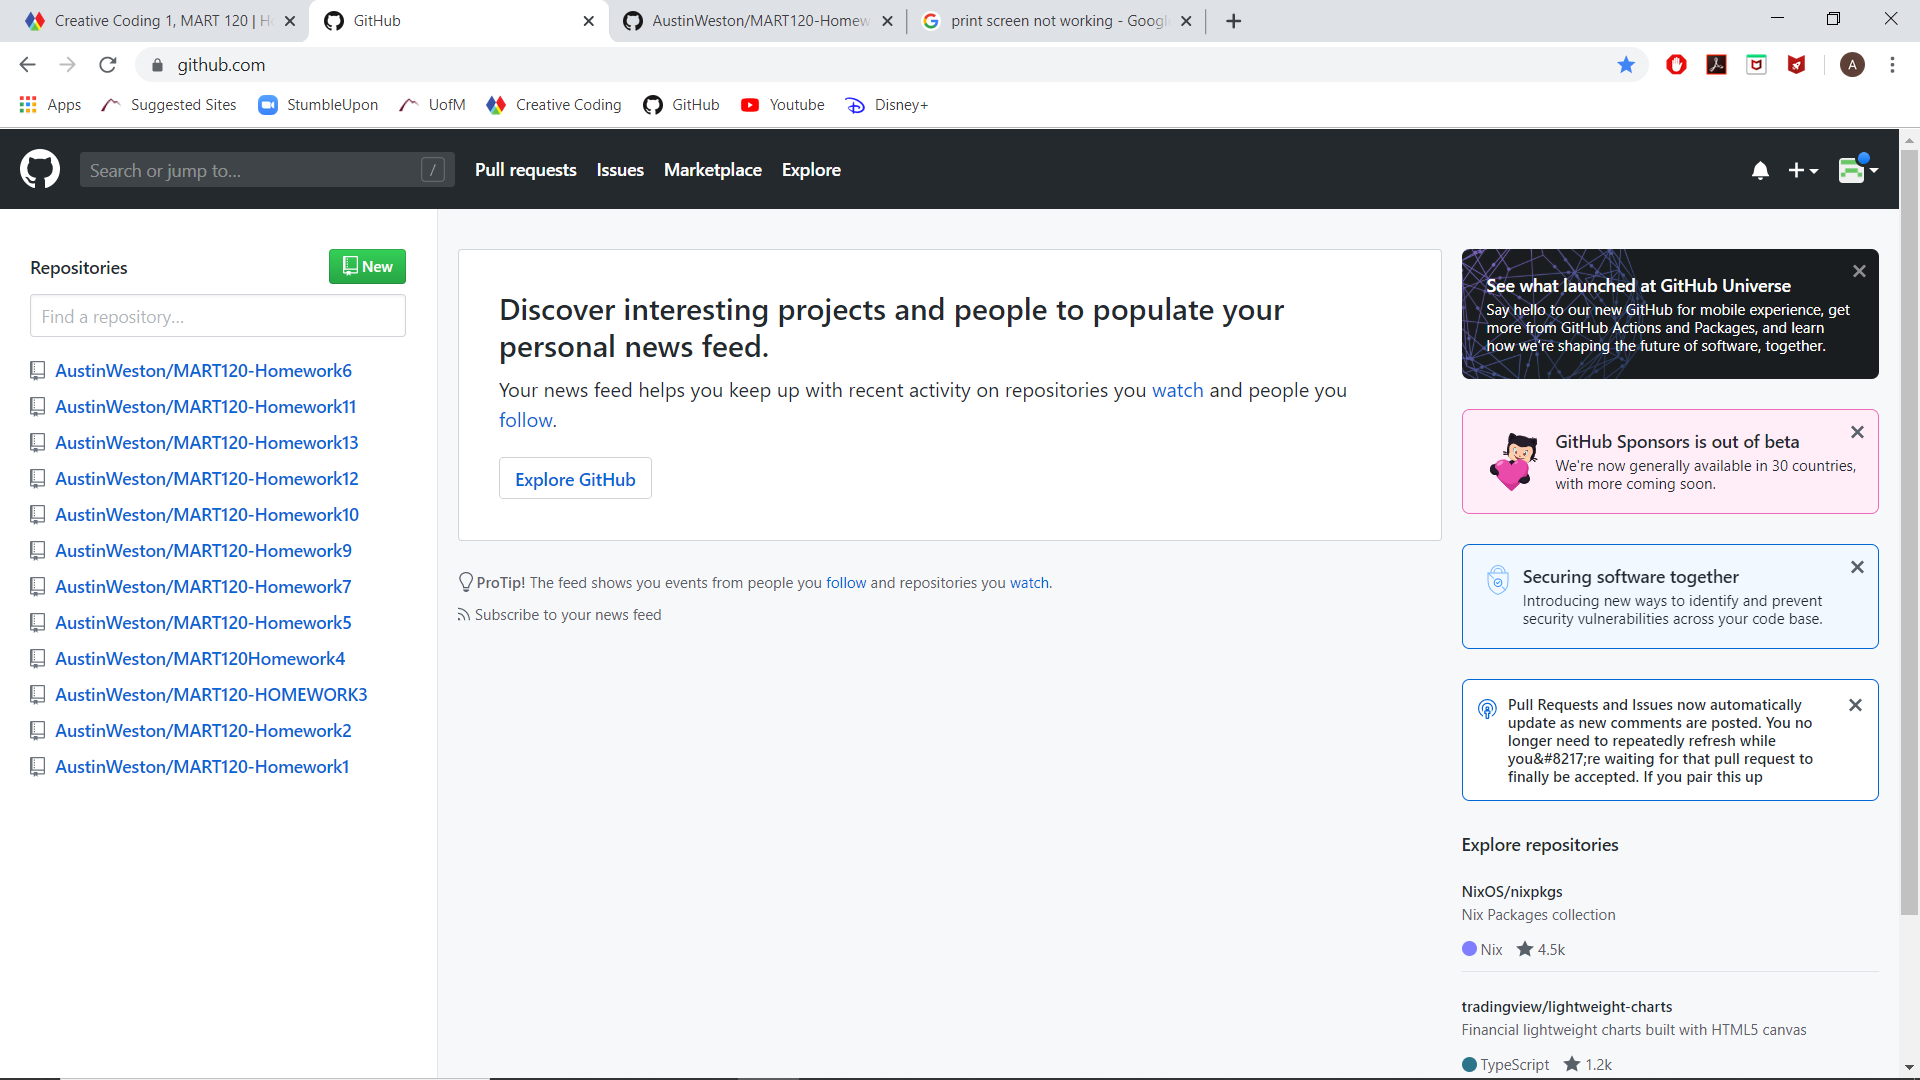 Creative Coding 1, MART 120 | H
GitHub
AustinWeston/MART120-Homew
print screen not working - Googl
github.com
A
Apps
Suggested Sites
StumbleUpon
UofM
Creative Coding
GitHub
Youtube
Disney+
Search or jump to...
/
Pull requests
Issues
Marketplace
Explore
Repositories
New
Find a repository...
AustinWeston/MART120-Homework6
AustinWeston/MART120-Homework11
AustinWeston/MART120-Homework13
AustinWeston/MART120-Homework12
AustinWeston/MART120-Homework10
AustinWeston/MART120-Homework9
AustinWeston/MART120-Homework7
AustinWeston/MART120-Homework5
AustinWeston/MART120Homework4
AustinWeston/MART120-HOMEWORK3
AustinWeston/MART120-Homework2
AustinWeston/MART120-Homework1
Discover interesting projects and people to populate your
personal news feed.
Your news feed helps you keep up with recent activity on repositories you watch and people you
follow.
Explore GitHub
ProTip! The feed shows you events from people you follow and repositories you watch.
Subscribe to your news feed
See what launched at GitHub Universe
Say hello to our new GitHub for mobile experience, get
more from GitHub Actions and Packages, and learn
how we're shaping the future of software, together.
GitHub Sponsors is out of beta
We're now generally available in 30 countries,
with more coming soon.
Securing software together
Introducing new ways to identify and prevent
security vulnerabilities across your code base.
Pull Requests and Issues now automatically
update as new comments are posted. You no
longer need to repeatedly refresh while
you&#8217;re waiting for that pull request to
finally be accepted. If you pair this up
Explore repositories
NixOS/nixpkgs
Nix Packages collection
Nix
4.5k
tradingview/lightweight-charts
Financial lightweight charts built with HTML5 canvas
TypeScript
1.2k